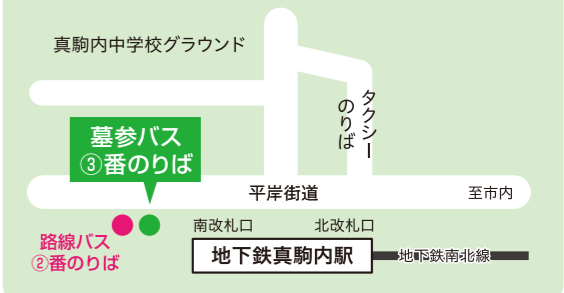 真駒内中学校グラウンド
タクシー
のりば
墓参バス
③番のりば
平岸街道
至市内
路線バス
②番のりば
南改札口
北改札口
地下鉄真駒内駅
地下鉄南北線